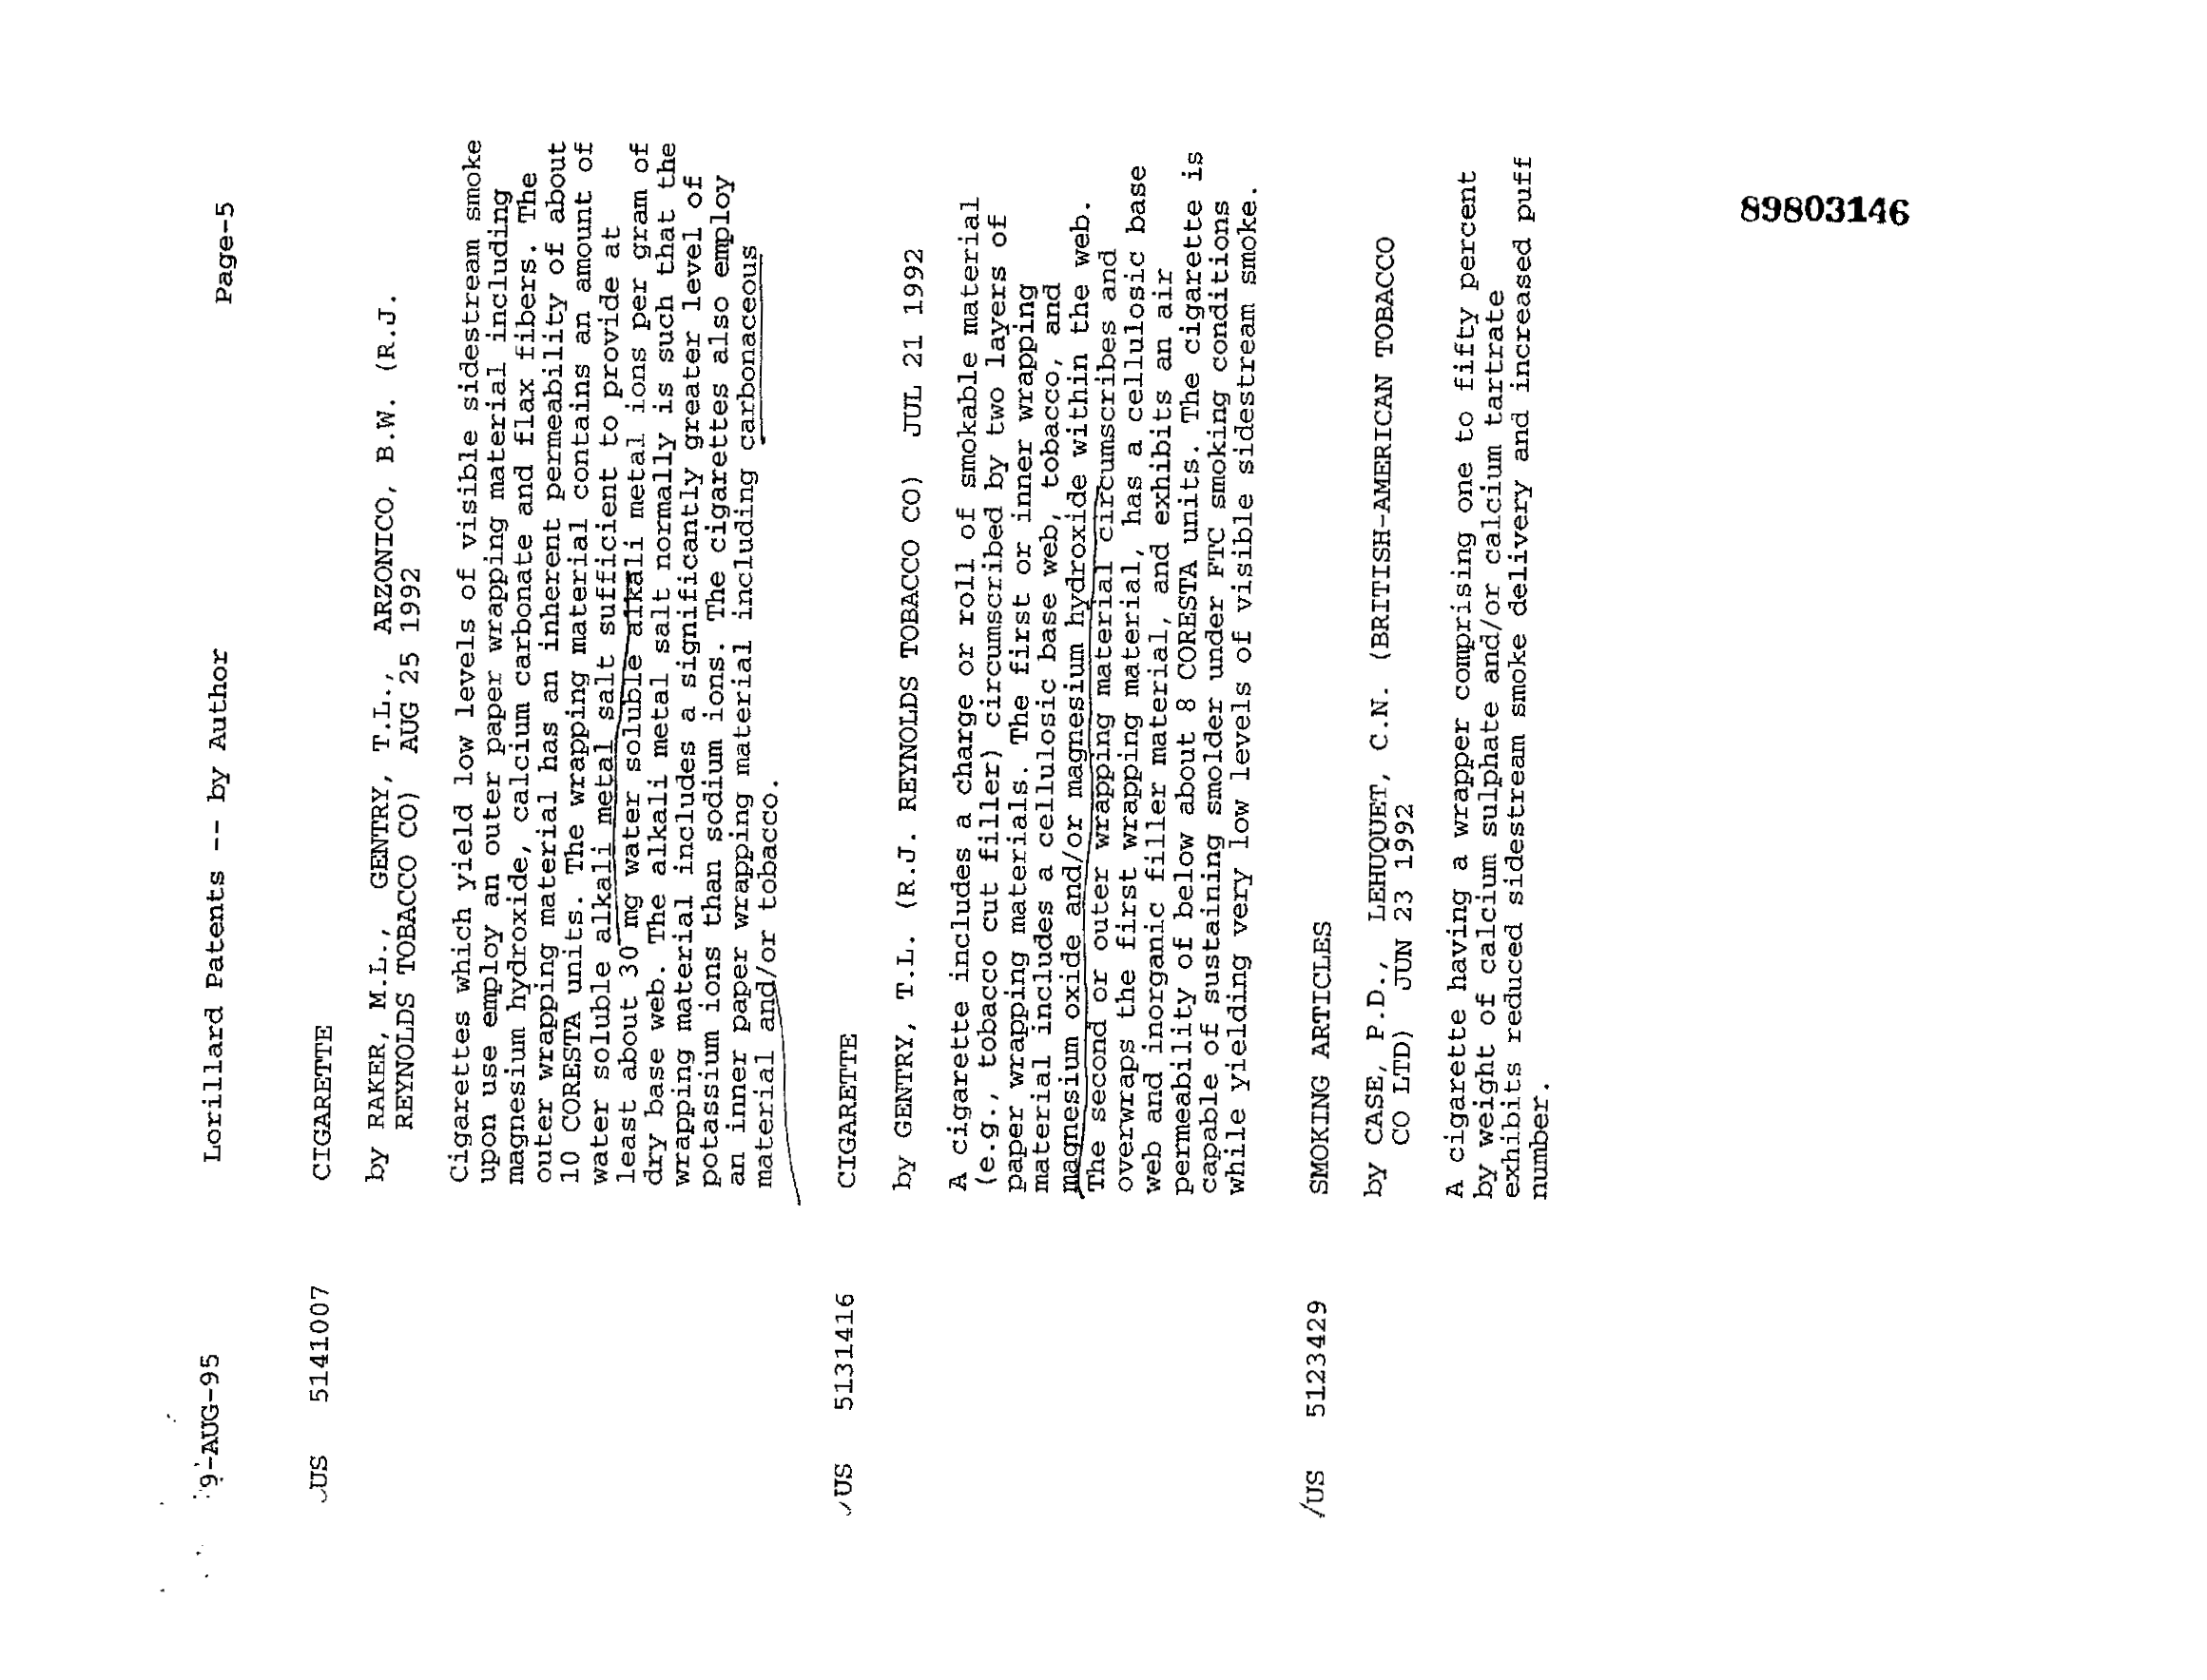 9-AUG-95 Lorillard Patents -- by Author Page-5
US 5141007 CIGARETTE
by RAKER, M.L., GENTRY, T.L., ARZONICO, B.W. (R.J.
REYNOLDS TOBACCO CO) AUG 25 1992
Cigarettes which yield low levels of visible sidestream smoke
upon use employ an outer paper wrapping material including
magnesium hydroxide, calcium carbonate and flax fibers. The
outer wrapping material has an inherent permeability of about
10 CORESTA units. The wrapping material contains an amount of
water soluble alkali metal salt sufficient to provide at
least about 30 mg water soluble alkali metal ions per gram of
dry base web. The alkali metal salt normally is such that the
wrapping material includes a significantly greater level of
potassium ions than sodium ions. The cigarettes also employ
an inner paper wrapping material including carbonaceous
material and/or tobacco.
US 5131416 CIGARETTE
by GENTRY, T.L. (R.J. REYNOLDS TOBACCO CO) JUL 21 1992
A cigarette includes a charge or roll of smokable material
(e.g., tobacco cut filler) circumscribed by two layers of
paper wrapping materials. The first or inner wrapping
material includes a cellulosic base web, tobacco, and
magnesium oxide and/or magnesium hydroxide within the web.
The second or outer wrapping material circumscribes and
overwraps the first wrapping material, has a cellulosic base
web and inorganic filler material, and exhibits an air
permeability of below about 8 CORESTA units. The cigarette is
capable of sustaining smolder under FTC smoking conditions
while yielding very low levels of visible sidestream smoke.
/US 5123429 SMOKING ARTICLES
by CASE, P.D., LEHUQUET, C.N. (BRITISH-AMERICAN TOBACCO
CO LTD) JUN 23 1992
A cigarette having a wrapper comprising one to fifty percent
by weight of calcium sulphate and/or calcium tartrate
exhibits reduced sidestream smoke delivery and increased puff
number.
89803146